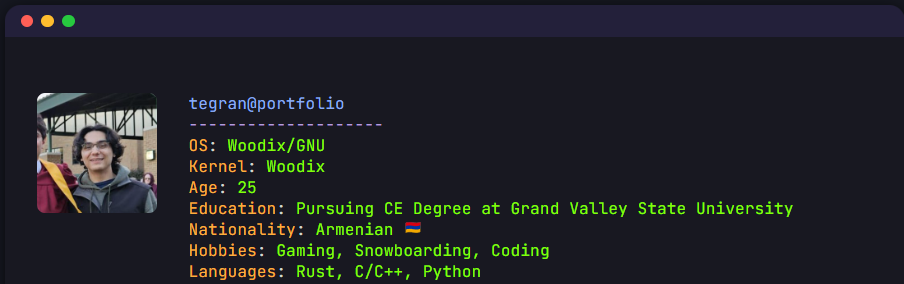 tegran@portfolio
--------------------
OS: Woodix/GNU
Kernel: Woodix
Age: 25
Education: Pursuing CE Degree at Grand Valley State University
Nationality: Armenian 🇦🇲
Hobbies: Gaming, Snowboarding, Coding
Languages: Rust, C/C++, Python